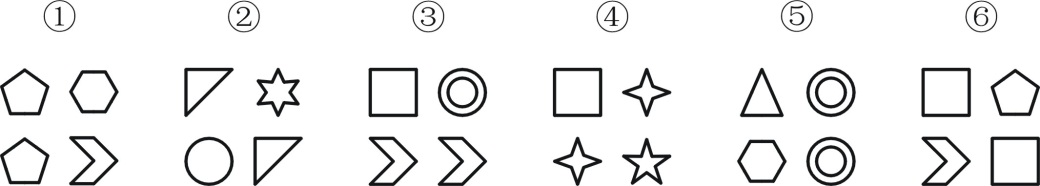 ① ② ③ ④ ⑤ ⑥